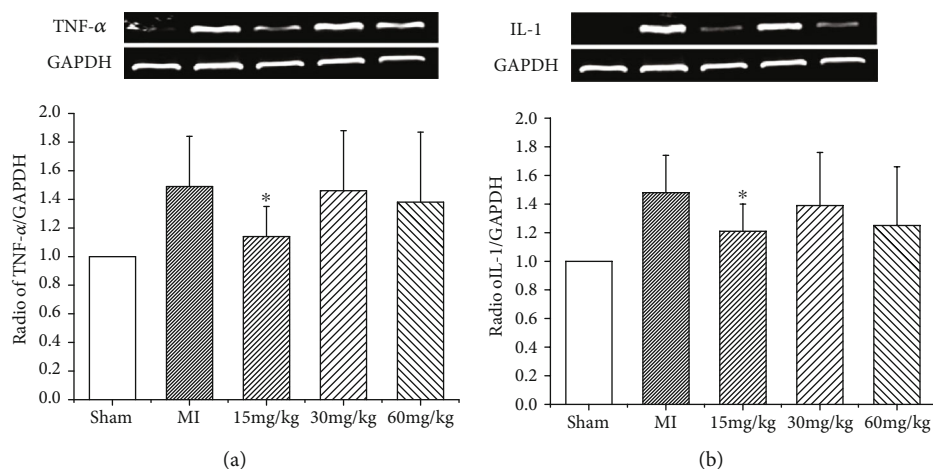 TNF-α
GAPDH
Radio of TNF-α/GAPDH
2.0
1.8
1.6
1.4
1.2
1.0
0.8
0.6
0.4
0.2
0.0
*
Sham MI 15mg/kg 30mg/kg 60mg/kg
(a)
IL-1
GAPDH
Radio oIL-1/GAPDH
2.0
1.8
1.6
1.4
1.2
1.0
0.8
0.6
0.4
0.2
0.0
*
Sham MI 15mg/kg 30mg/kg 60mg/kg
(b)